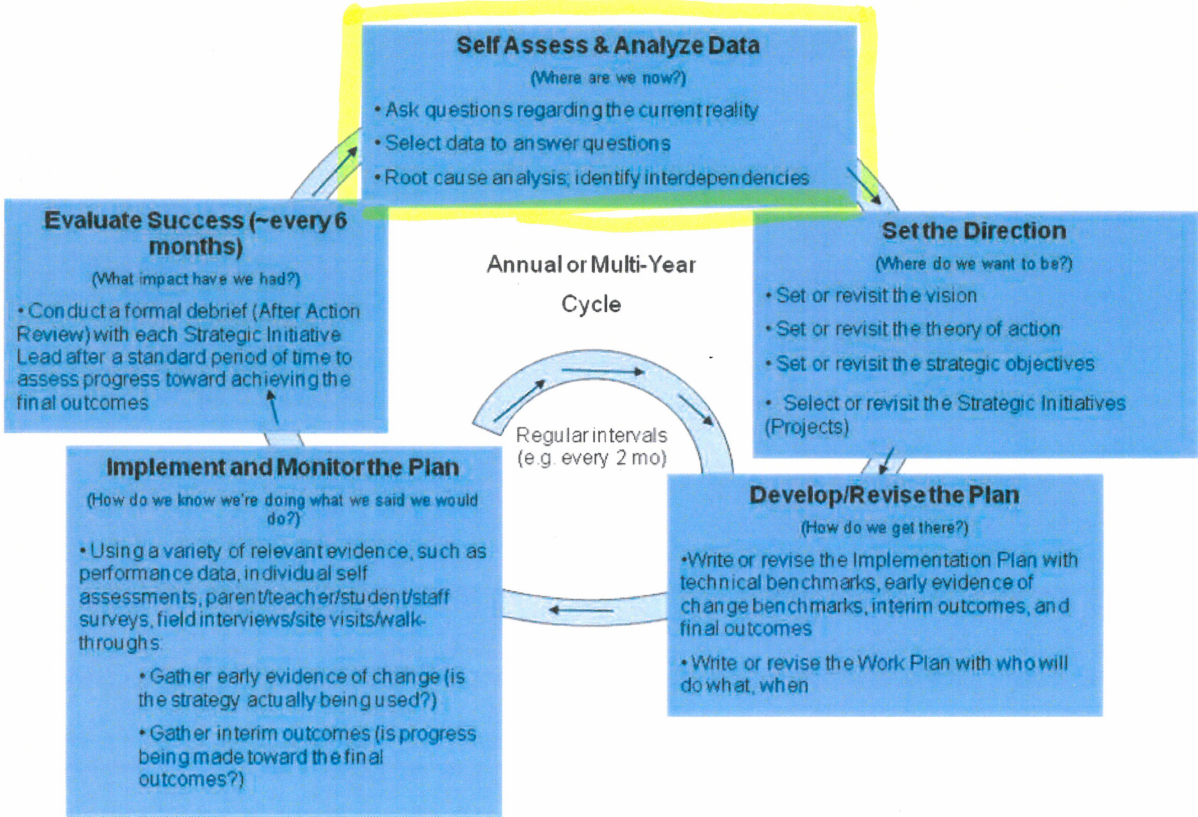 Self Assess & Analyze Data
(Where are we now?)
• Ask questions regarding the current reality
• Select data to answer questions
• Root cause analysis; identify interdependencies
Set the Direction
(Where do we want to be?)
• Set or revisit the vision
• Set or revisit the theory of action
• Set or revisit the strategic objectives
• Select or revisit the Strategic Initiatives
(Projects)
Develop/Revise the Plan
(How do we get there?)
•Write or revise the Implementation Plan with
technical benchmarks, early evidence of
change benchmarks, interim outcomes, and
final outcomes
• Write or revise the Work Plan with who will
do what, when
Implement and Monitor the Plan
(How do we know we're doing what we said we would
do?)
• Using a variety of relevant evidence, such as
performance data, individual self
assessments, parent/teacher/student/staff
surveys, field interviews/site visits/walk-
throughs:
• Gather early evidence of change (is
the strategy actually being used?)
• Gather interim outcomes (is progress
being made toward the final
outcomes?)
Evaluate Success (~every 6
months)
(What impact have we had?)
• Conduct a formal debrief (After Action
Review) with each Strategic Initiative
Lead after a standard period of time to
assess progress toward achieving the
final outcomes
Annual or Multi-Year
Cycle
Regular intervals
(e.g. every 2 mo)